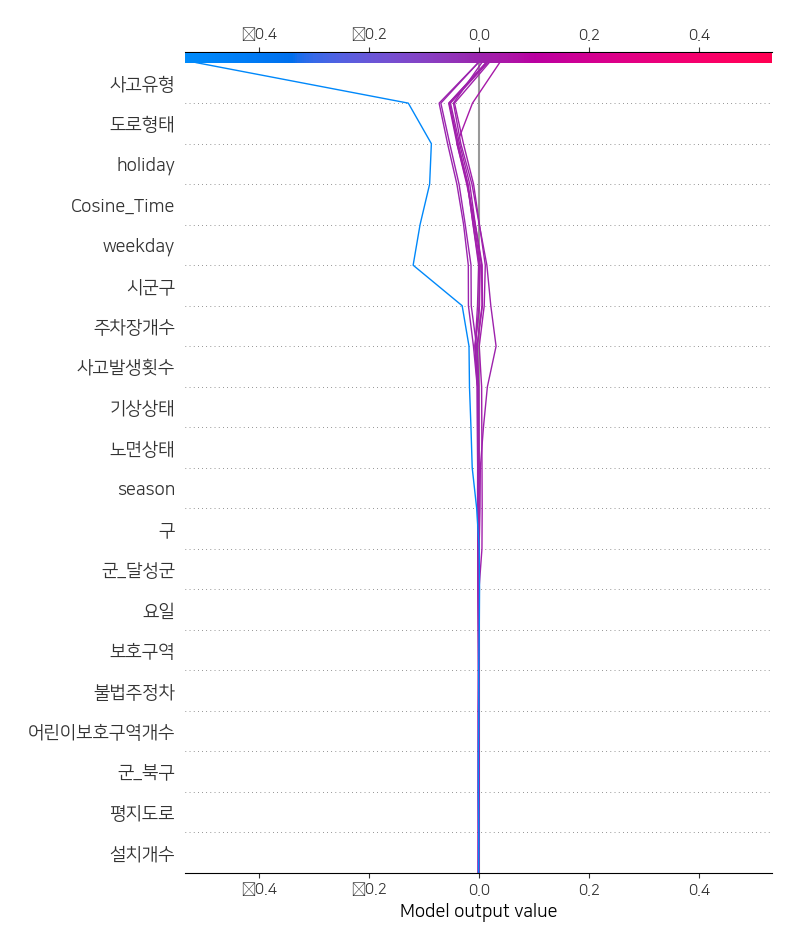 ☒0.4 ☒0.2 0.0 0.2 0.4
사고유형
도로형태
holiday
Cosine_Time
weekday
시군구
주차장개수
사고발생횟수
기상상태
노면상태
season
구
군_달성군
요일
보호구역
불법주정차
어린이보호구역개수
군_북구
평지도로
설치개수
☒0.4 ☒0.2 0.0 0.2 0.4
Model output value